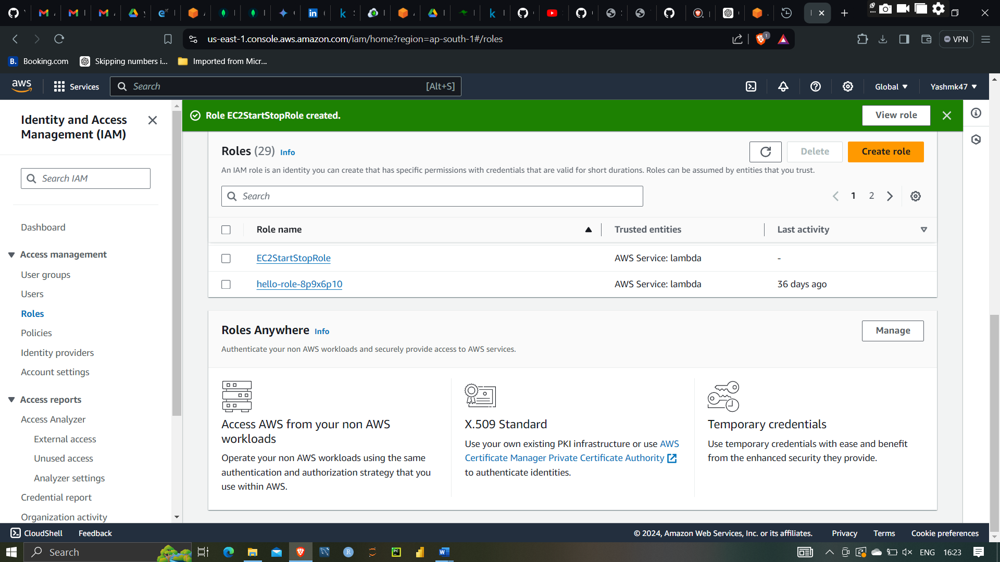 us-east-1.console.aws.amazon.com/iam/home?region=ap-south-1#/roles
1
VPN
B. Booking.com
Skipping numbers i...
Imported from Micr...
aws
Services
Search
[Alt+S]
Global
Yashmk47
Identity and Access
Management (IAM)
Search IAM
Dashboard
Access management
User groups
Users
Roles
Policies
Identity providers
Account settings
Access reports
Access Analyzer
External access
Unused access
Analyzer settings
Credential report
Organization activity
Role EC2StartStopRole created.
View role
Roles (29) Info
Delete
Create role
An IAM role is an identity you can create that has specific permissions with credentials that are valid for short durations. Roles can be assumed by entities that you trust.
Search
1 2
Role name
Trusted entities
Last activity
EC2StartStopRole
AWS Service: lambda
-
hello-role-8p9x6p10
AWS Service: lambda
36 days ago
Roles Anywhere Info
Manage
Authenticate your non AWS workloads and securely provide access to AWS services.
Access AWS from your non AWS
workloads
Operate your non AWS workloads using the same
authentication and authorization strategy that you
use within AWS.
X.509 Standard
Use your own existing PKI infrastructure or use AWS
Certificate Manager Private Certificate Authority
to authenticate identities.
Temporary credentials
Use temporary credentials with ease and benefit
from the enhanced security they provide.
CloudShell
Feedback
© 2024, Amazon Web Services, Inc. or its affiliates.
Privacy
Terms
Cookie preferences
Search
ENG
16:23